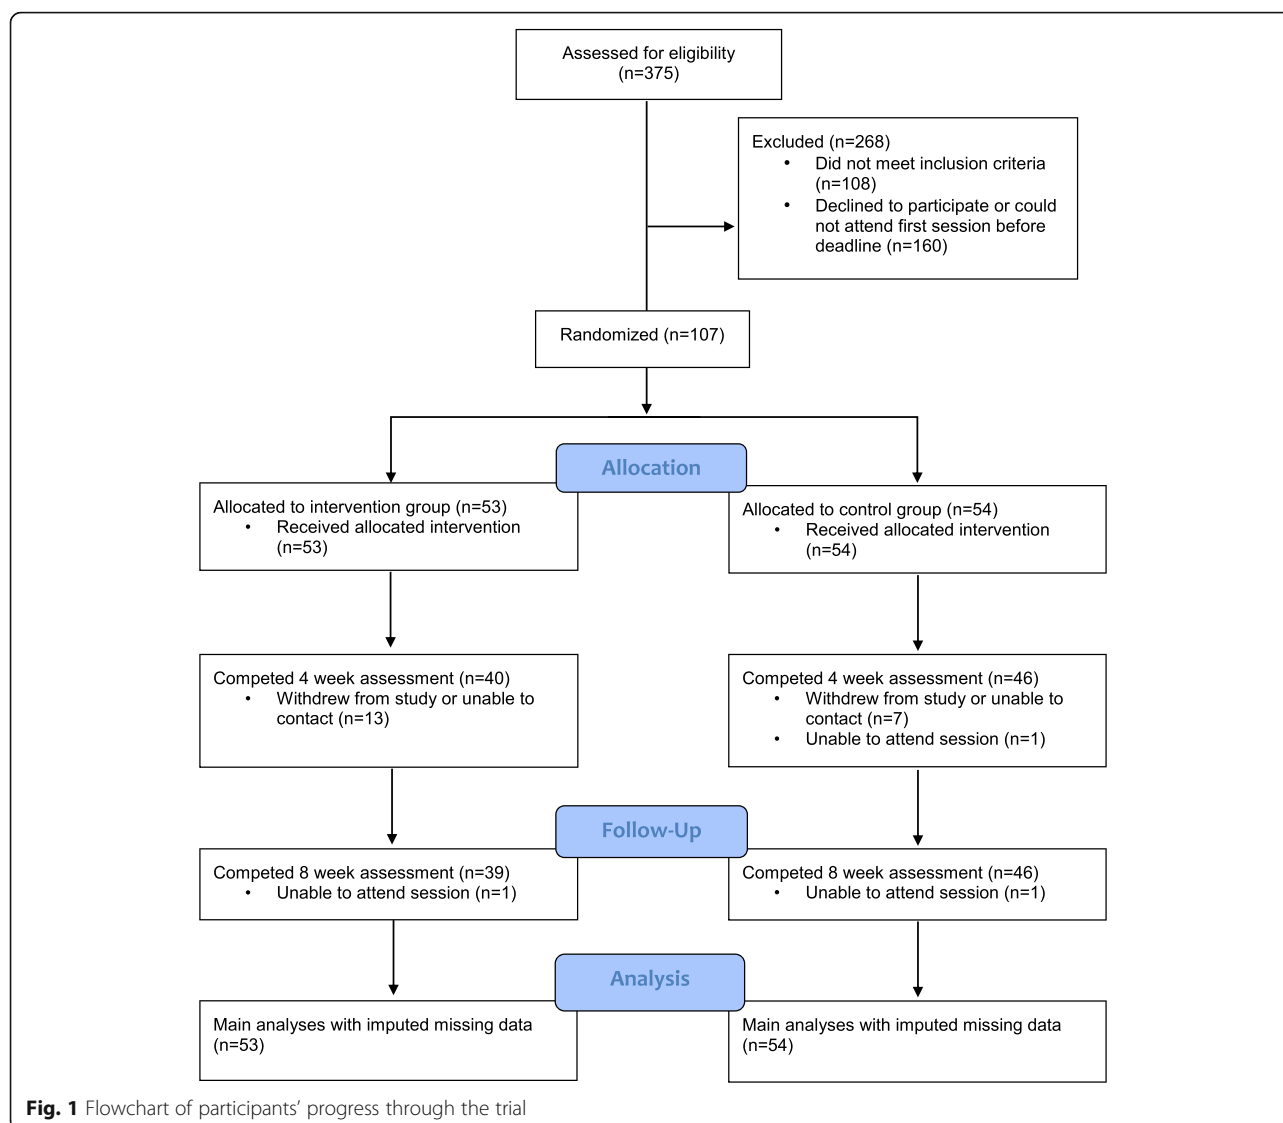 Assessed for eligibility
(n=375)
Excluded (n=268)
• Did not meet inclusion criteria
(n=108)
• Declined to participate or could
not attend first session before
deadline (n=160)
Randomized (n=107)
Allocation
Allocated to intervention group (n=53)
• Received allocated intervention
(n=53)
Allocated to control group (n=54)
• Received allocated intervention
(n=54)
Competed 4 week assessment (n=40)
• Withdrew from study or unable to
contact (n=13)
Competed 4 week assessment (n=46)
• Withdrew from study or unable to
contact (n=7)
• Unable to attend session (n=1)
Follow-Up
Competed 8 week assessment (n=39)
• Unable to attend session (n=1)
Competed 8 week assessment (n=46)
• Unable to attend session (n=1)
Analysis
Main analyses with imputed missing data
(n=53)
Main analyses with imputed missing data
(n=54)
Fig. 1 Flowchart of participants’ progress through the trial